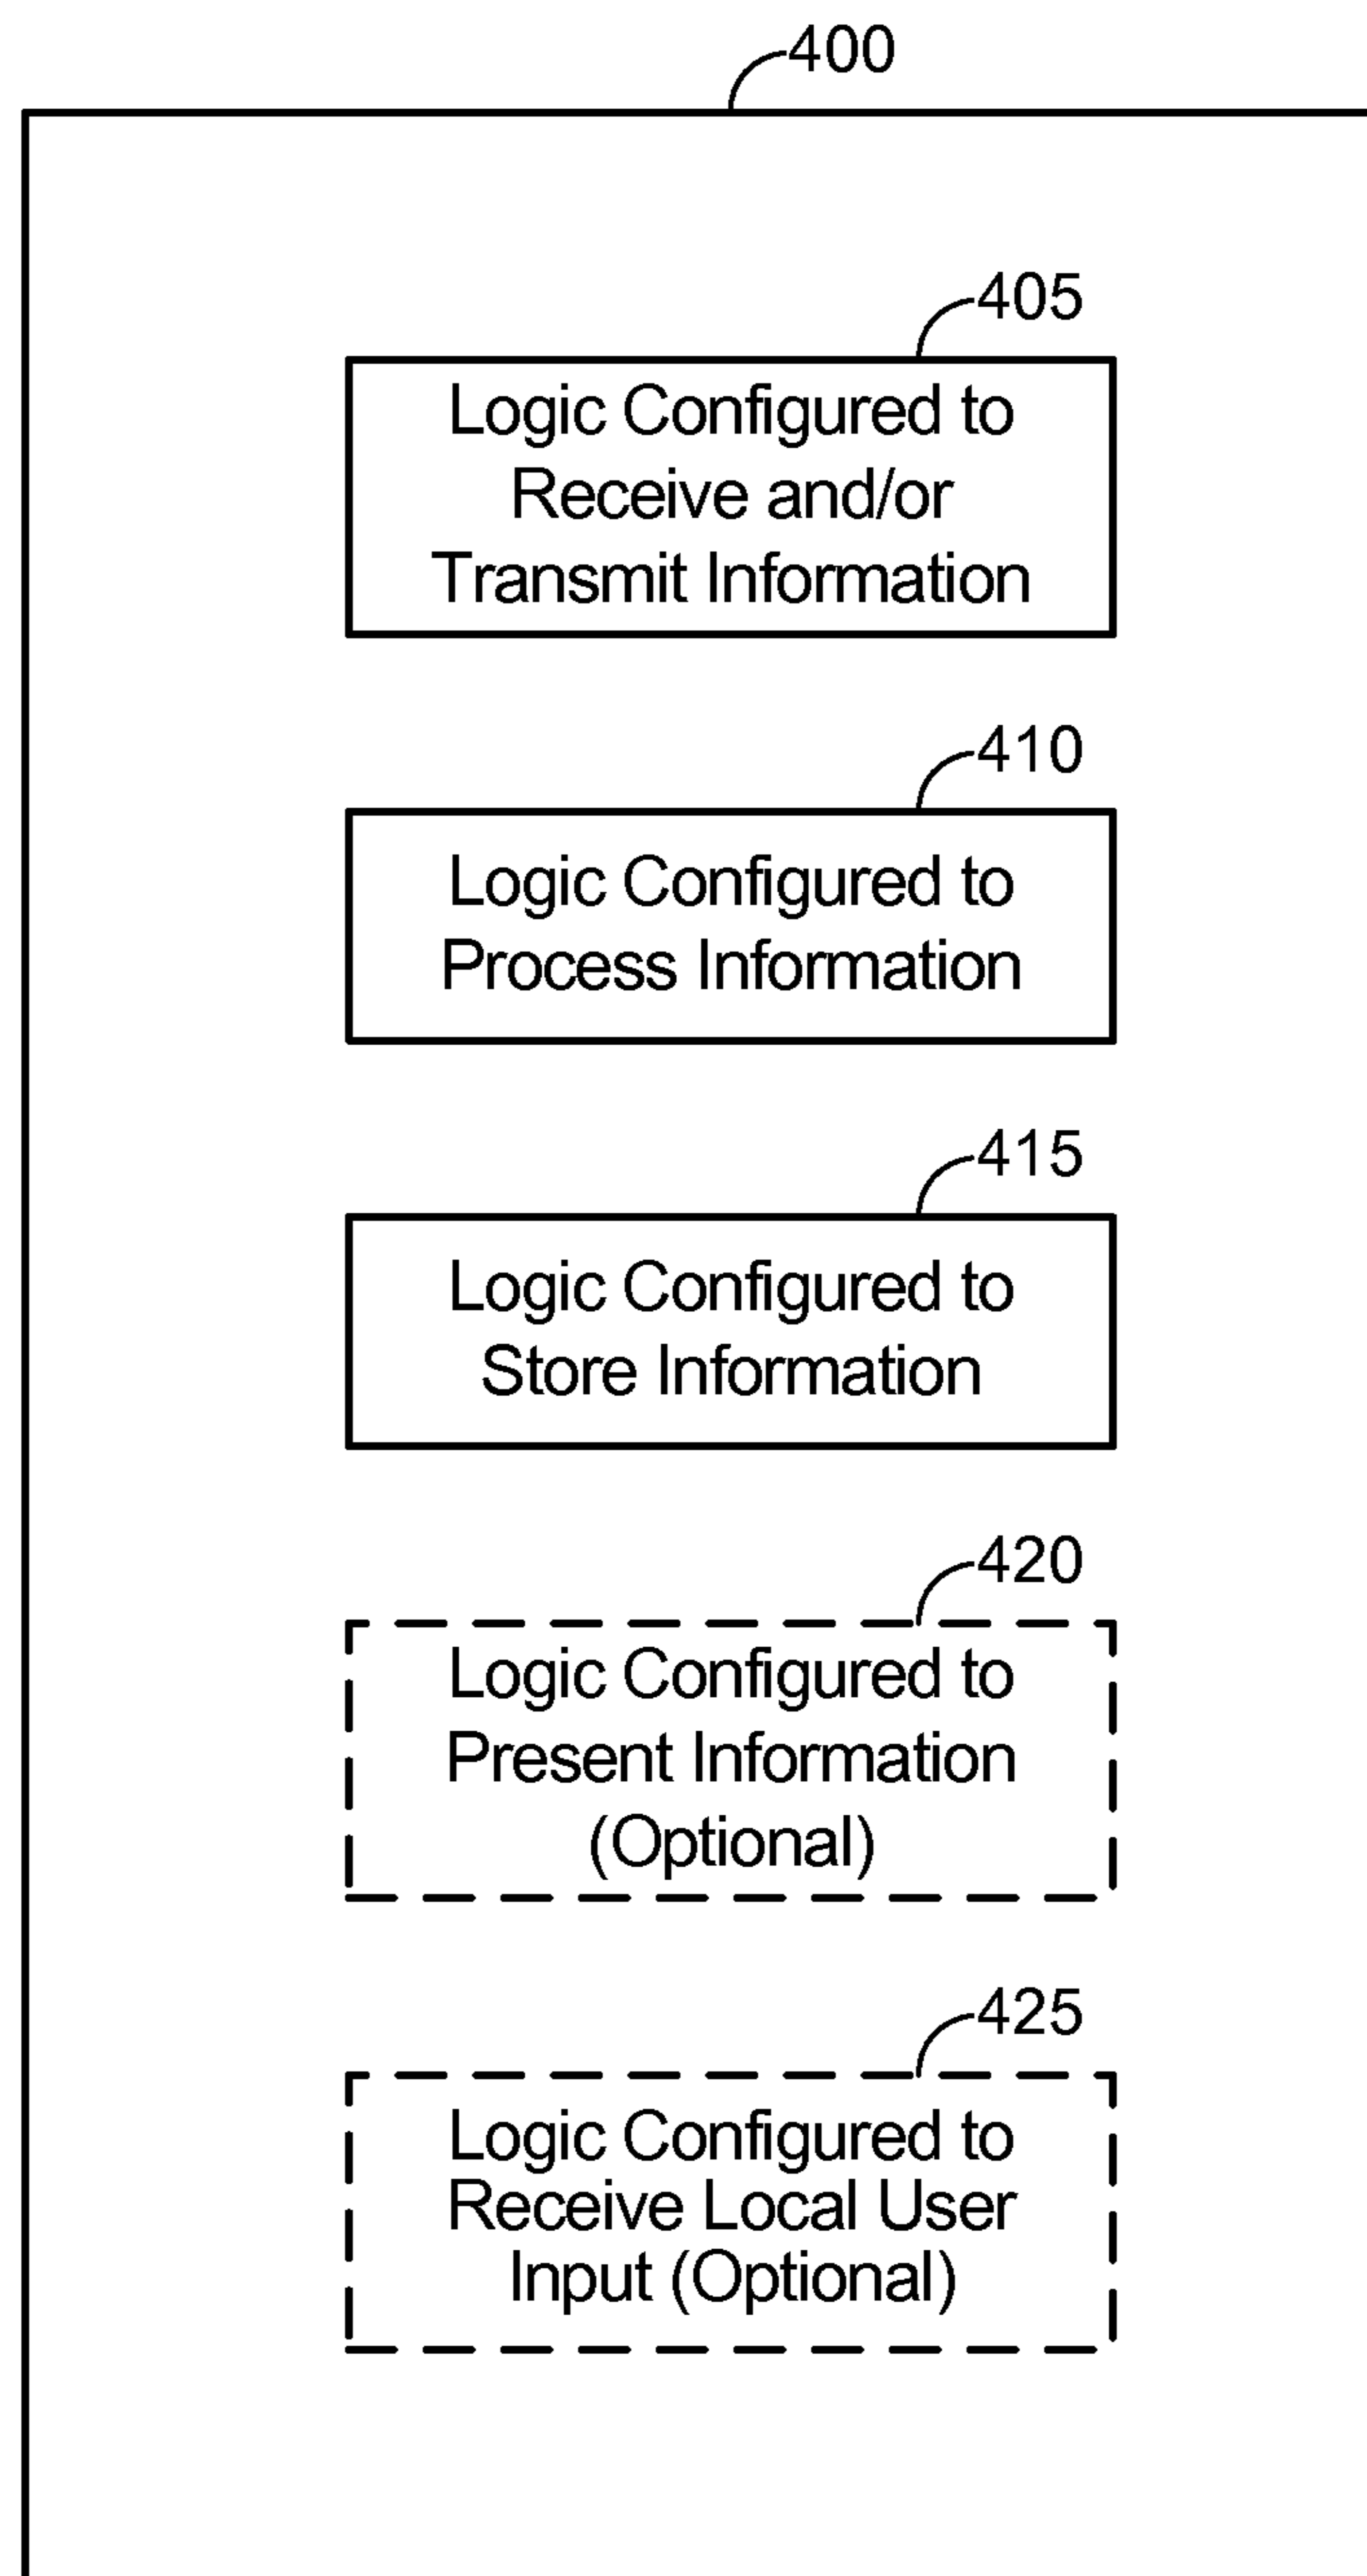 400
405
Logic Configured to
Receive and/or
Transmit Information
410
Logic Configured to
Process Information
415
Logic Configured to
Store Information
420
Logic Configured to
Present Information
(Optional)
425
Logic Configured to
Receive Local User
Input (Optional)